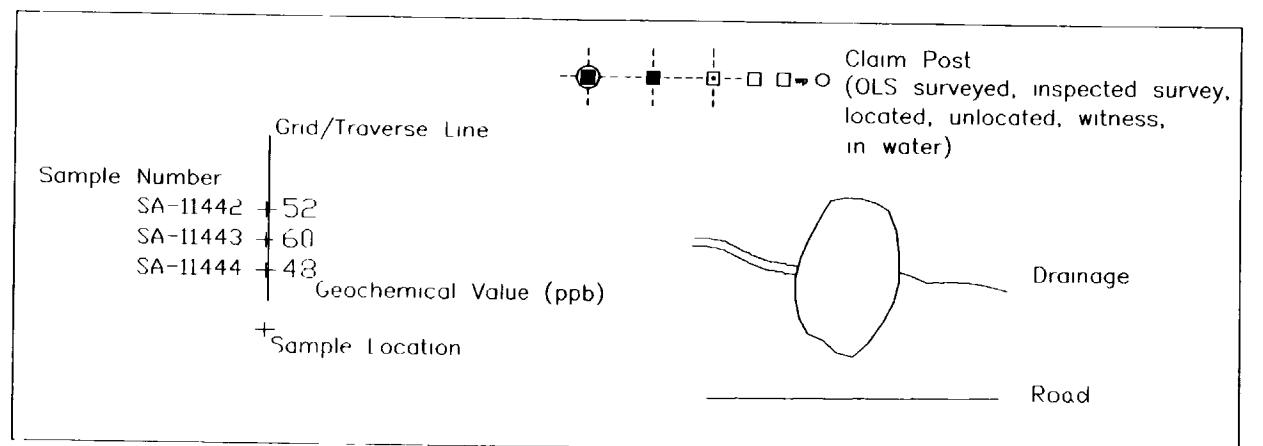 Claim Post
(OLS surveyed, inspected survey,
located, unlocated, witness,
in water)
Grid/Traverse Line
Sample Number
SA-11442 52
SA-11443 60
SA-11444 48
Geochemical Value (ppb)
Sample Location
Drainage
Road